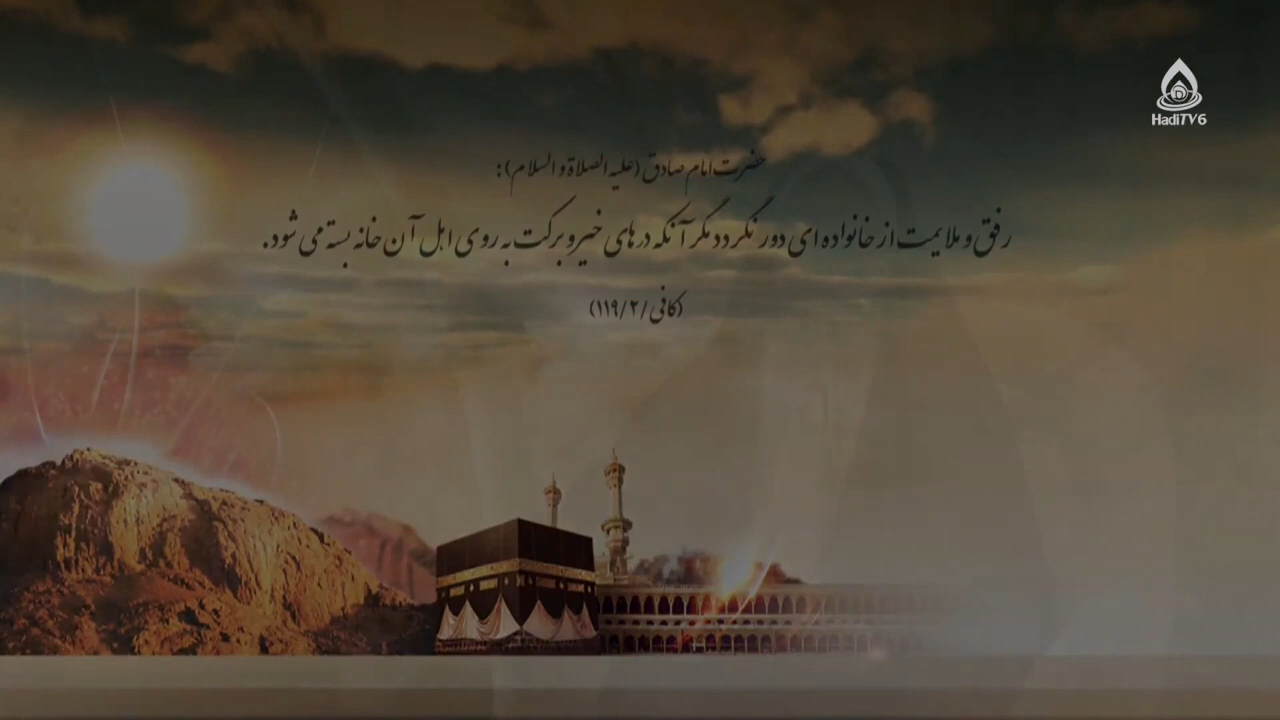 HadiTV6
حضرت امام صادق (علیه الصلاة و السلام):
رفق و ملایمت از خانواده ای دور نگردد مگر آنکه درهای خیر و برکت به روی اهل آن خانه بسته می شود.
(کافی/۲/۱۱۹)